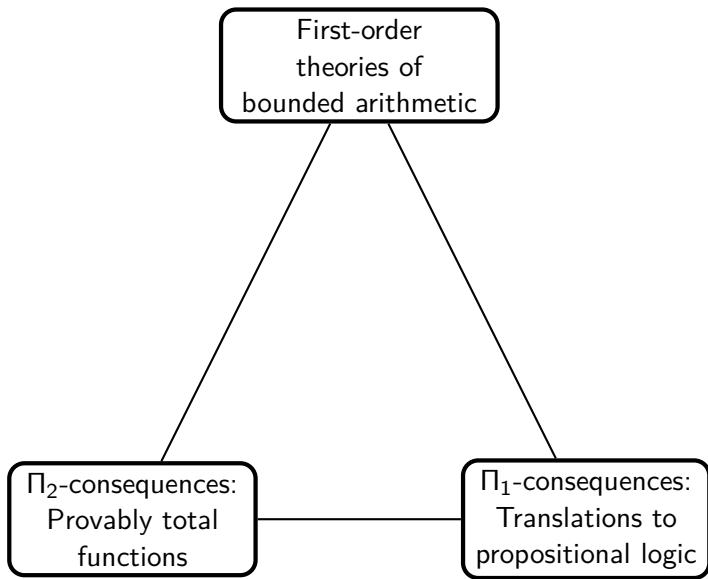 First-order
theories of
bounded arithmetic
Π₂-consequences:
Provably total
functions
Π₁-consequences:
Translations to
propositional logic